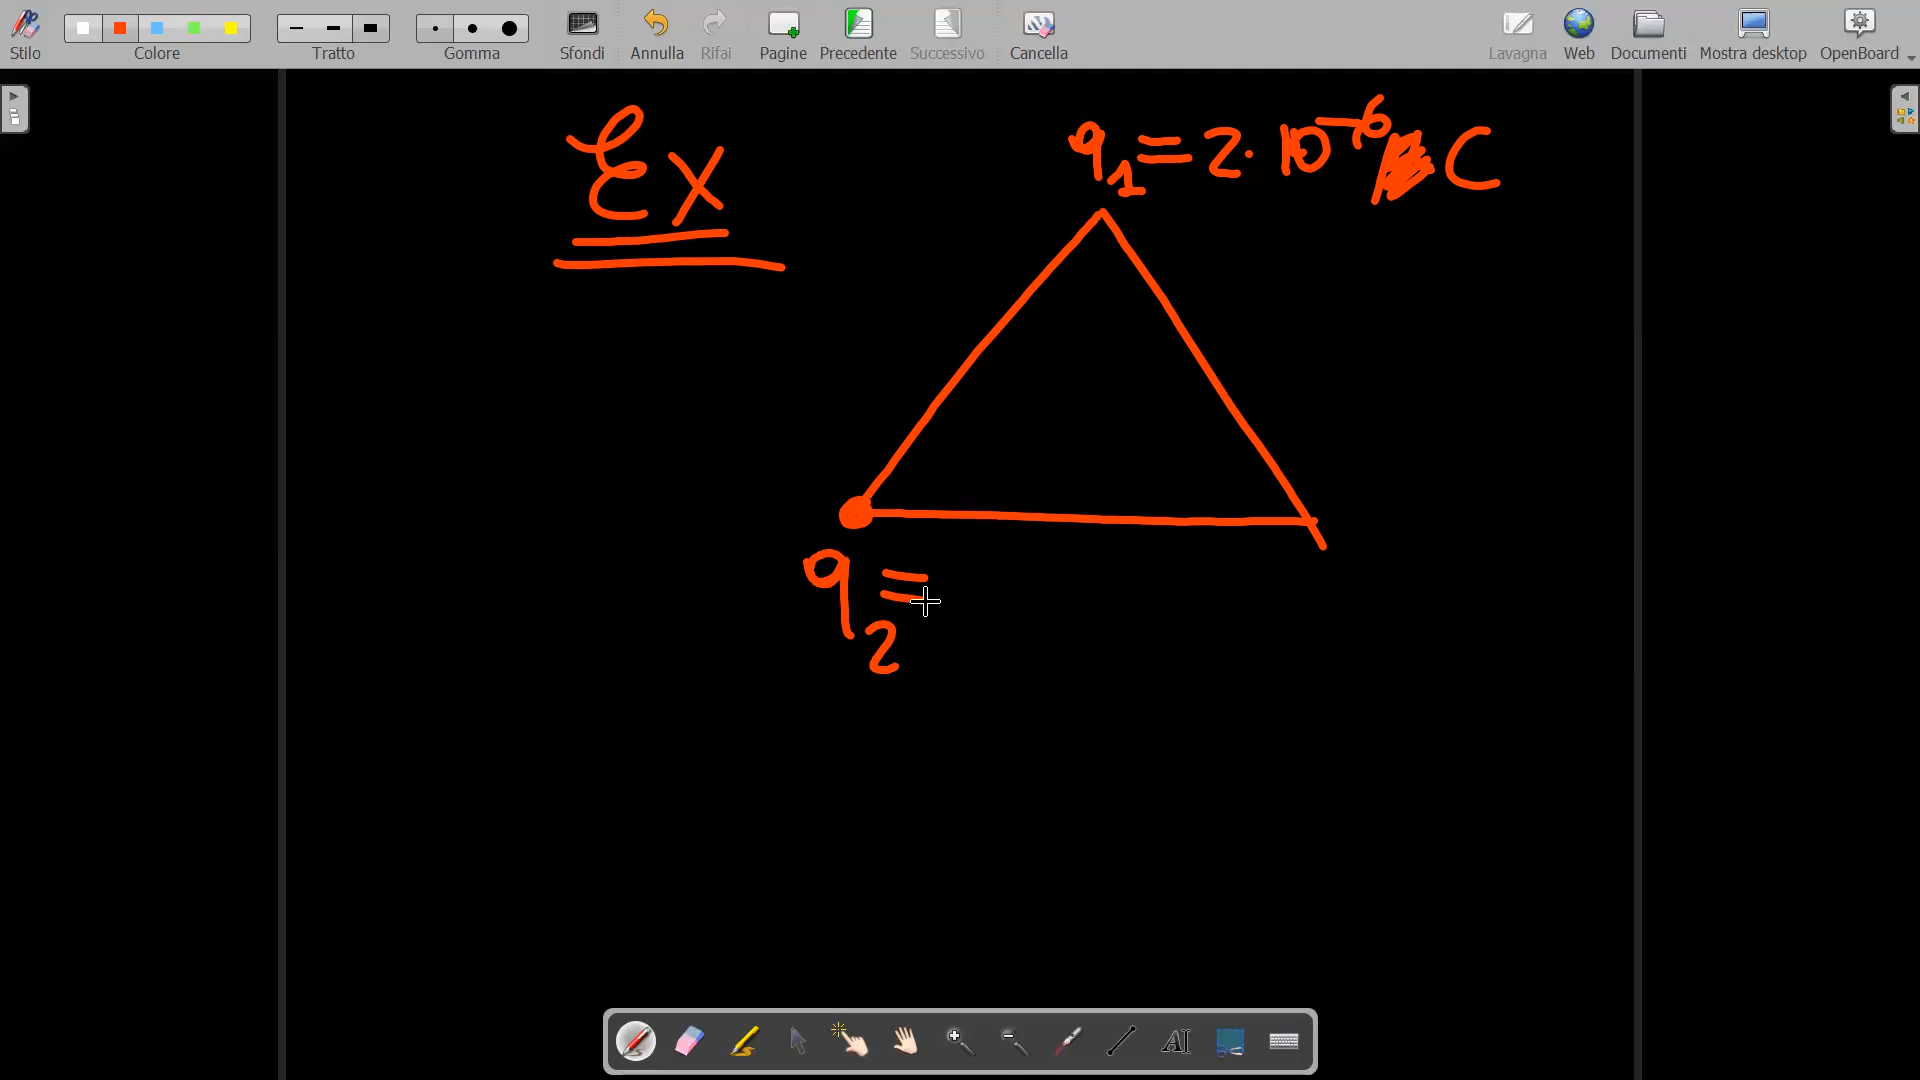 Stilo Colore Tratto Gomma Sfondi Annulla Rifai Pagine Precedente Successivo Cancella Lavagna Web Documenti Mostra desktop OpenBoard
Ex
q₁ = 2 · 10⁻⁶ C
q₂ =
AI